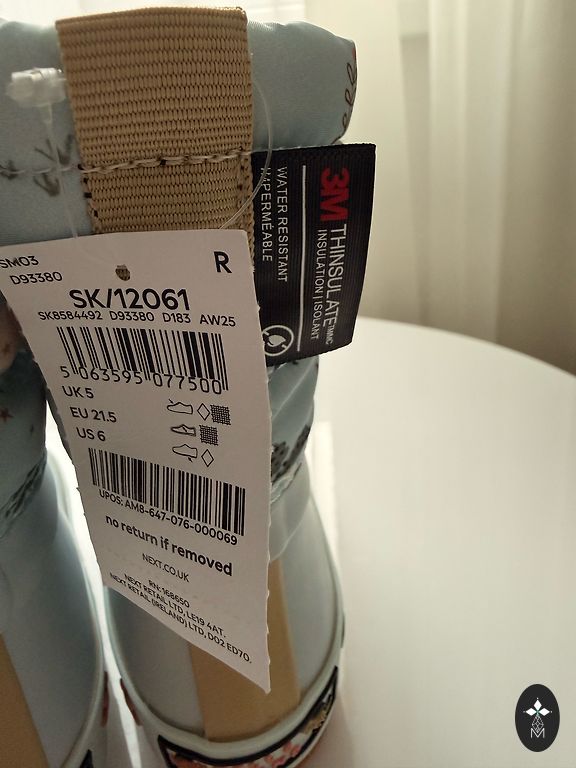 SM03
D93380
R
SK/12061
SK8584492 D93380 D183 AW25
5 063595 077500
UK 5
EU 21.5
US 6
UPOS: AM8-647-076-000069
no return if removed
NEXT.CO.UK
RN: 168650
NEXT RETAIL LTD, LE19 4AT.
NEXT RETAIL (IRELAND) LTD, D02 ED70.
3M THINSULATE™MC
INSULATION | ISOLANT
WATER RESISTANT
IMPERMÉABLE
M